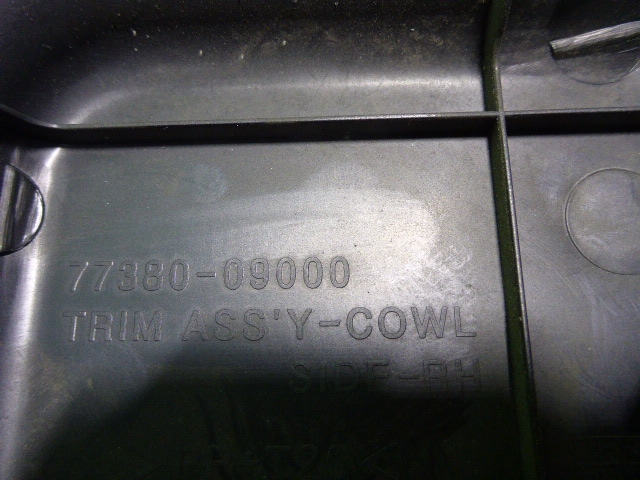 77380-09000
TRIM ASS'Y-COWL
SIDE-RH